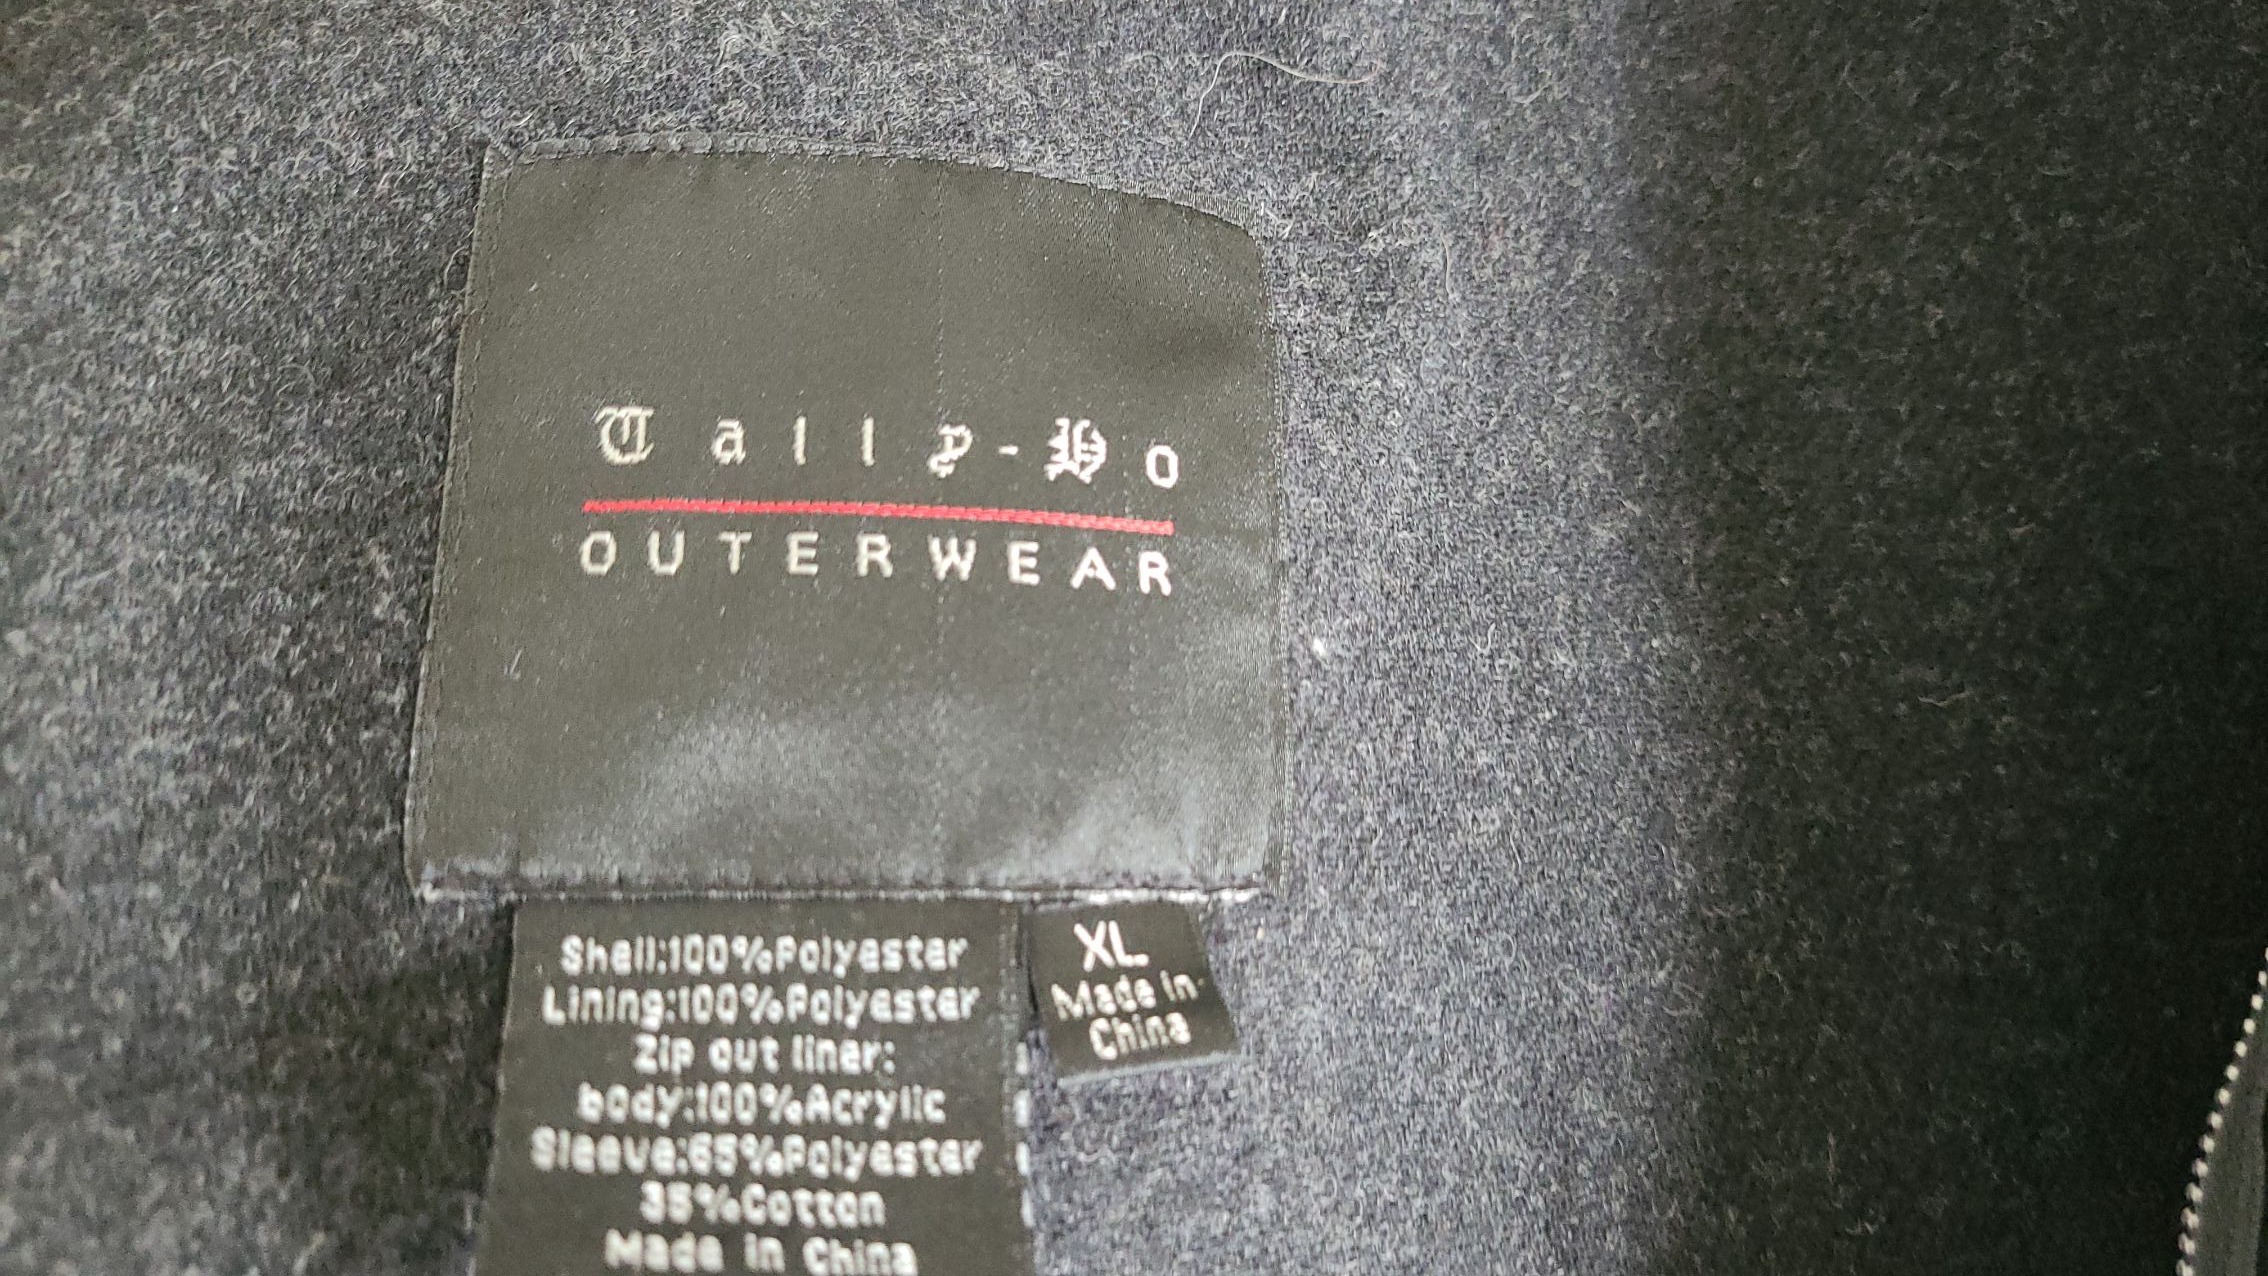 Tally-Ho
OUTERWEAR
Shell:100%Polyester
Lining:100%Polyester
Zip out liner:
body:100%Acrylic
Sleeve:65%Polyester
35%Cotton
Made in China
XL
Made in
China